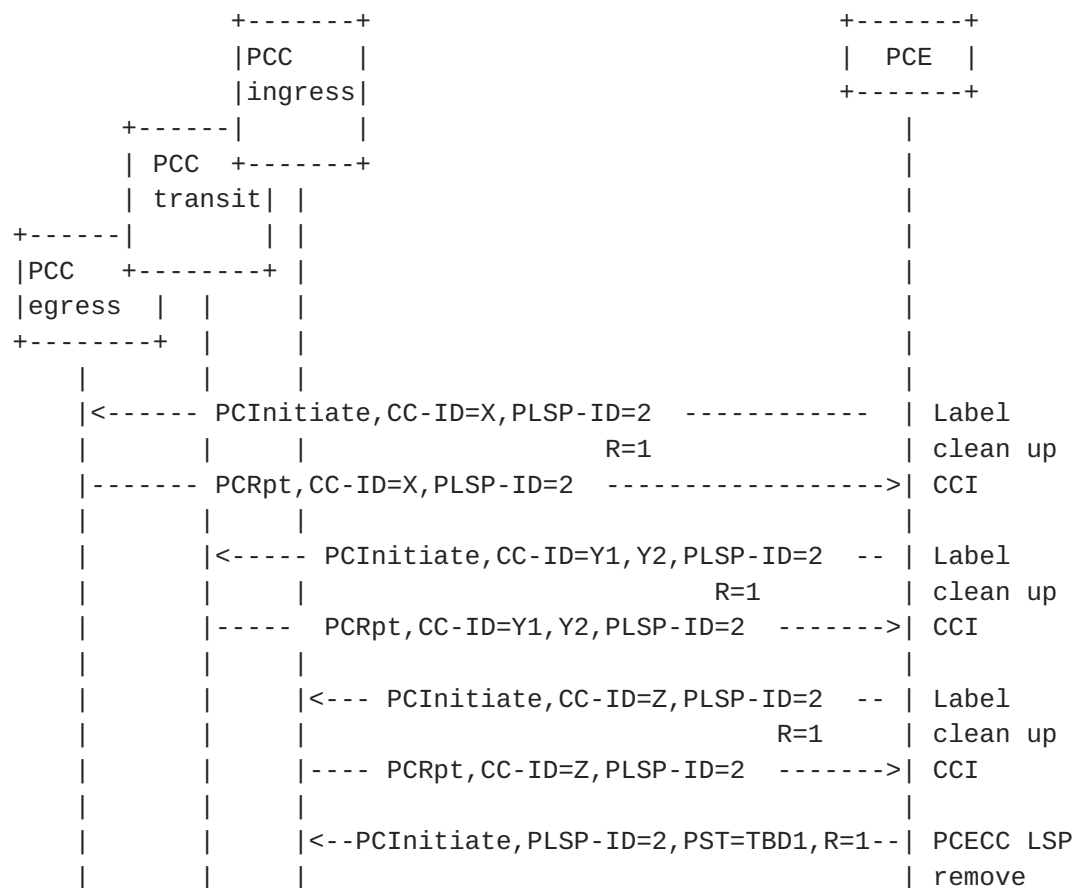 +-------+                              +-------+
|PCC    |                              |  PCE  |
|ingress|                              +-------+
+------|       |                                  |
| PCC  +-------+                                  |
| transit| |                                      |
+------|        | |                                      |
|PCC   +--------+ |                                      |
|egress  |  |     |                                      |
+--------+  |     |                                      |
|       |     |                                      |
|<------ PCInitiate,CC-ID=X,PLSP-ID=2  ------------  | Label
|       |     |                   R=1                | clean up
|------- PCRpt,CC-ID=X,PLSP-ID=2  ------------------>| CCI
|       |     |                                      |
|       |<----- PCInitiate,CC-ID=Y1,Y2,PLSP-ID=2  -- | Label
|       |     |                          R=1         | clean up
|       |-----  PCRpt,CC-ID=Y1,Y2,PLSP-ID=2  ------->| CCI
|       |     |                                      |
|       |     |<--- PCInitiate,CC-ID=Z,PLSP-ID=2  -- | Label
|       |     |                              R=1     | clean up
|       |     |---- PCRpt,CC-ID=Z,PLSP-ID=2  ------->| CCI
|       |     |                                      |
|       |     |<--PCInitiate,PLSP-ID=2,PST=TBD1,R=1--| PCECC LSP
|       |     |                                      | remove